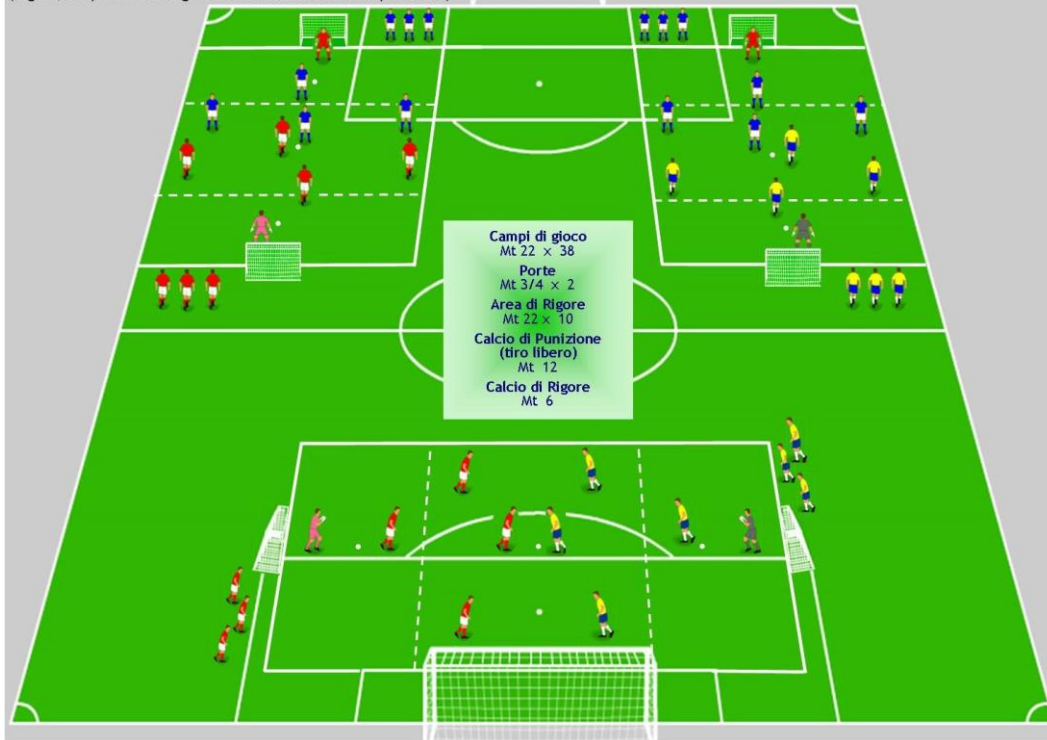 Campi di gioco
Mt 22 × 38
Porte
Mt 3/4 × 2
Area di Rigore
Mt 22 × 10
Calcio di Punizione
(tiro libero)
Mt 12
Calcio di Rigore
Mt 6